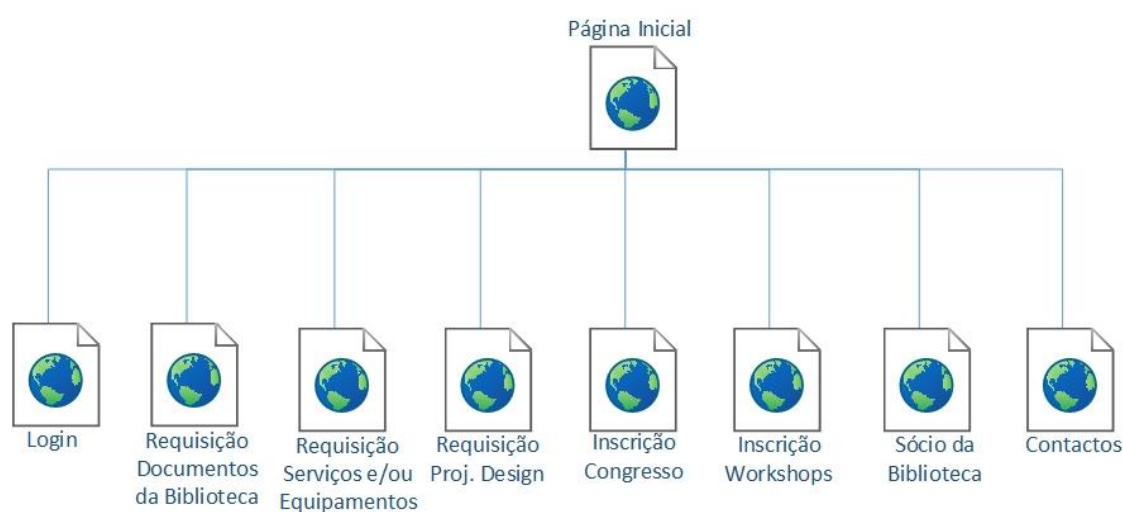 Página Inicial
Login
Requisição
Documentos
da Biblioteca
Requisição
Serviços e/ou
Equipamentos
Requisição
Proj. Design
Inscrição
Congresso
Inscrição
Workshops
Sócio da
Biblioteca
Contactos